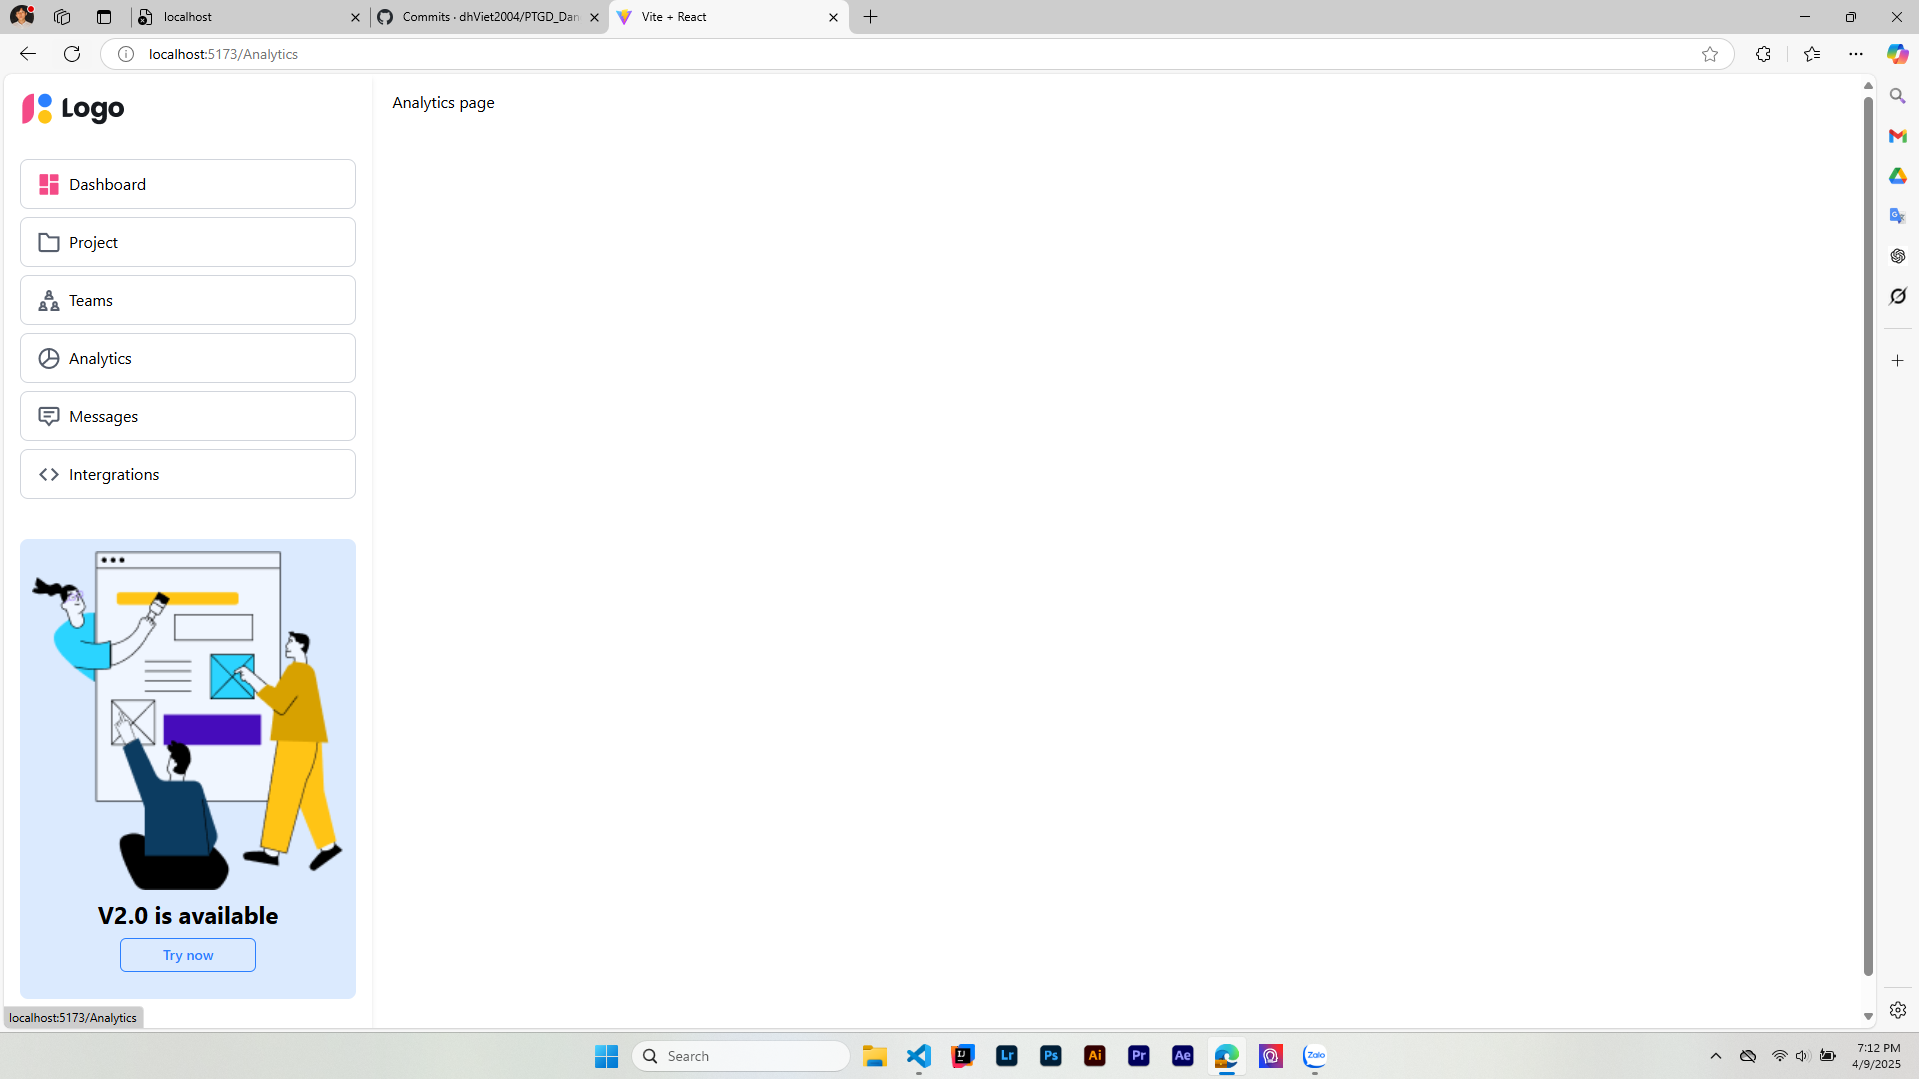 localhost
Commits · dhViet2004/PTGD_Dan
Vite + React
localhost:5173/Analytics
Logo
Analytics page
Dashboard
Project
Teams
Analytics
Messages
Intergrations
V2.0 is available
Try now
localhost:5173/Analytics
Search
Lr
Ps
Ai
Pr
Ae
Zalo
7:12 PM
4/9/2025